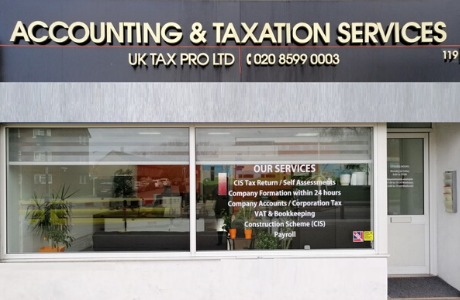 ACCOUNTING & TAXATION SERVICES
UK TAX PRO LTD 020 8599 0003
119
OUR SERVICES
CIS Tax Return / Self Assessments
Company Formation within 24 hours
Company Accounts / Corporation Tax
VAT & Bookkeeping
Construction Scheme (CIS)
Payroll